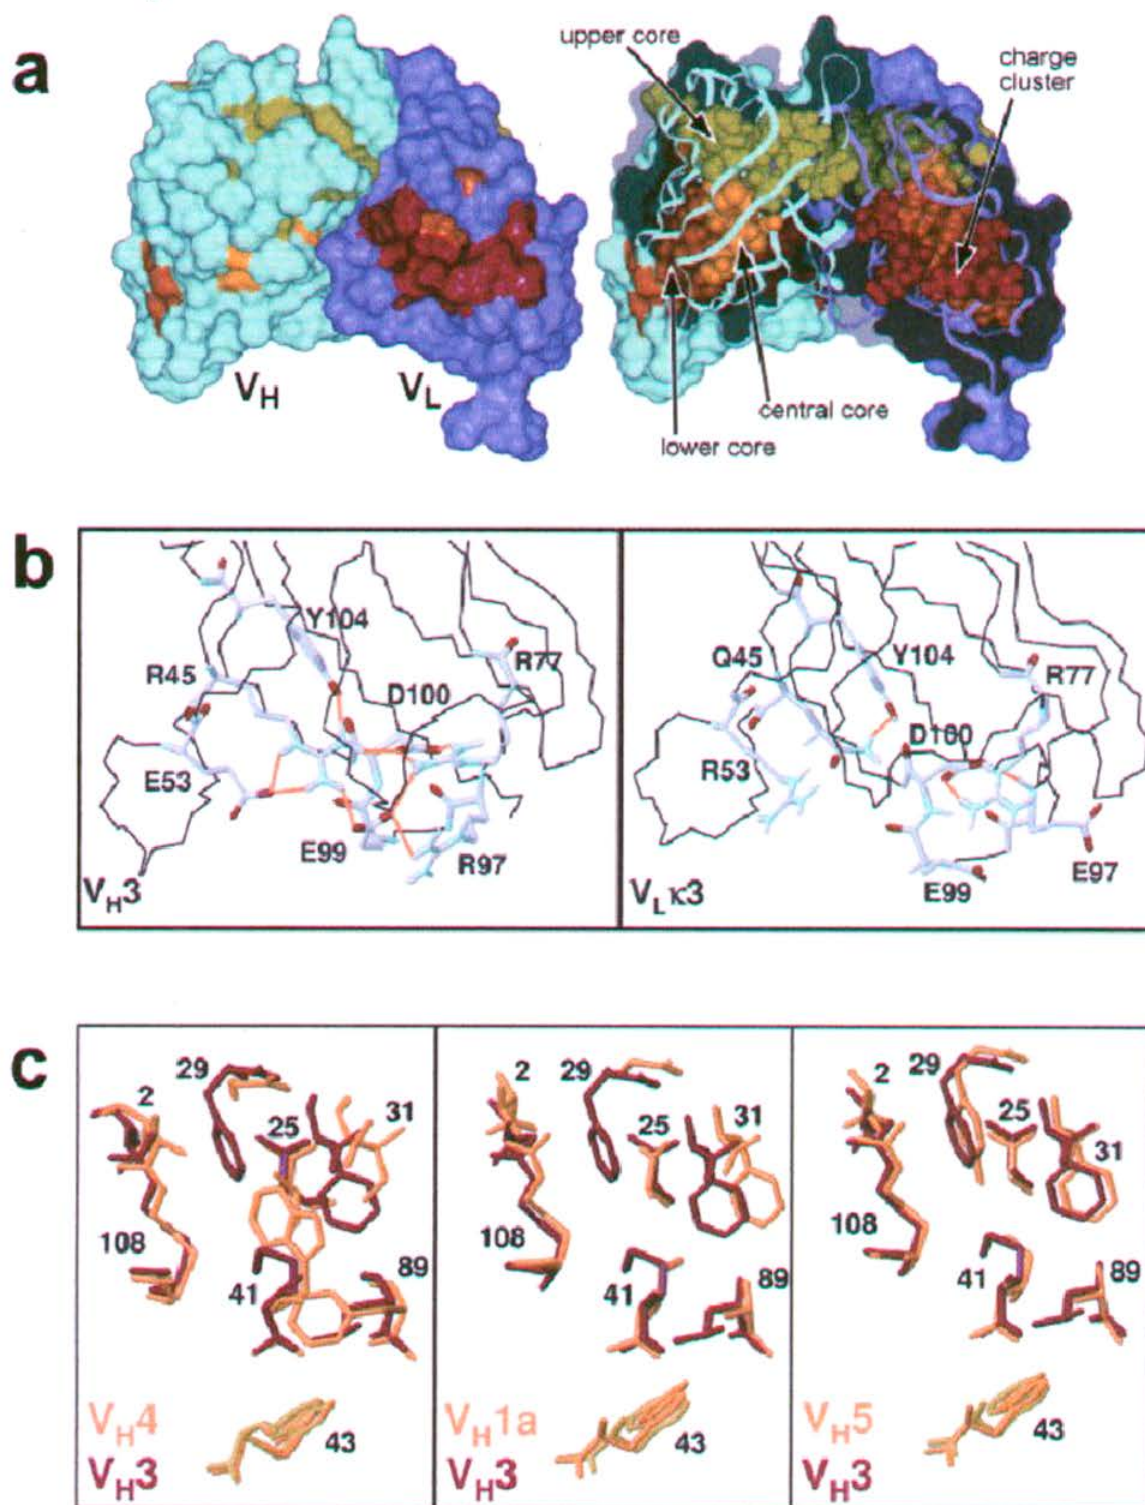 a
upper core
charge
cluster
VH
VL
central core
lower core
b
Y104
R77
R45
D100
E53
E99
R97
VH3
Q45
Y104
R77
D100
R53
E97
E99
VLκ3
c
29
2
25
31
108
41
89
43
VH4
VH3
2
29
25
31
108
41
89
43
VH1a
VH3
2
29
25
31
108
41
89
43
VH5
VH3